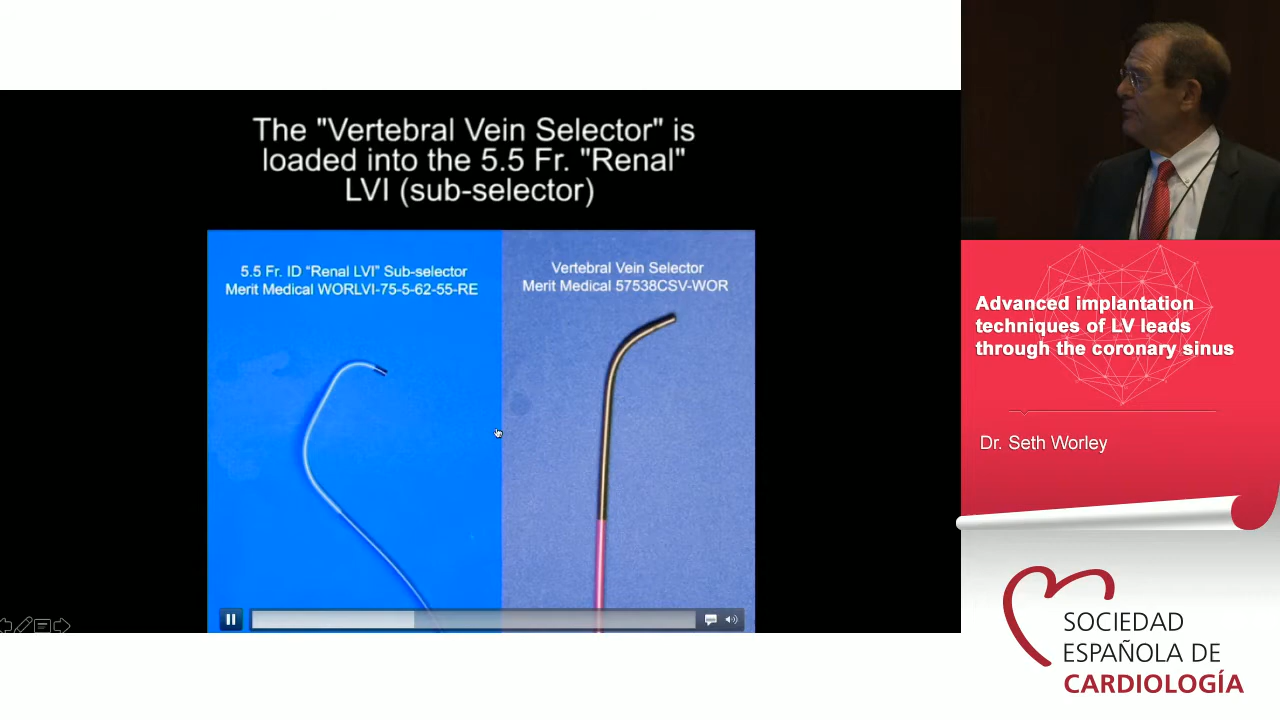 The "Vertebral Vein Selector" is
loaded into the 5.5 Fr. "Renal"
LVI (sub-selector)
5.5 Fr. ID “Renal LVI” Sub-selector
Merit Medical WORLVI-75-5-62-55-RE
Vertebral Vein Selector
Merit Medical 57538CSV-WOR
Advanced implantation
techniques of LV leads
through the coronary sinus
Dr. Seth Worley
SOCIEDAD
ESPAÑOLA DE
CARDIOLOGÍA